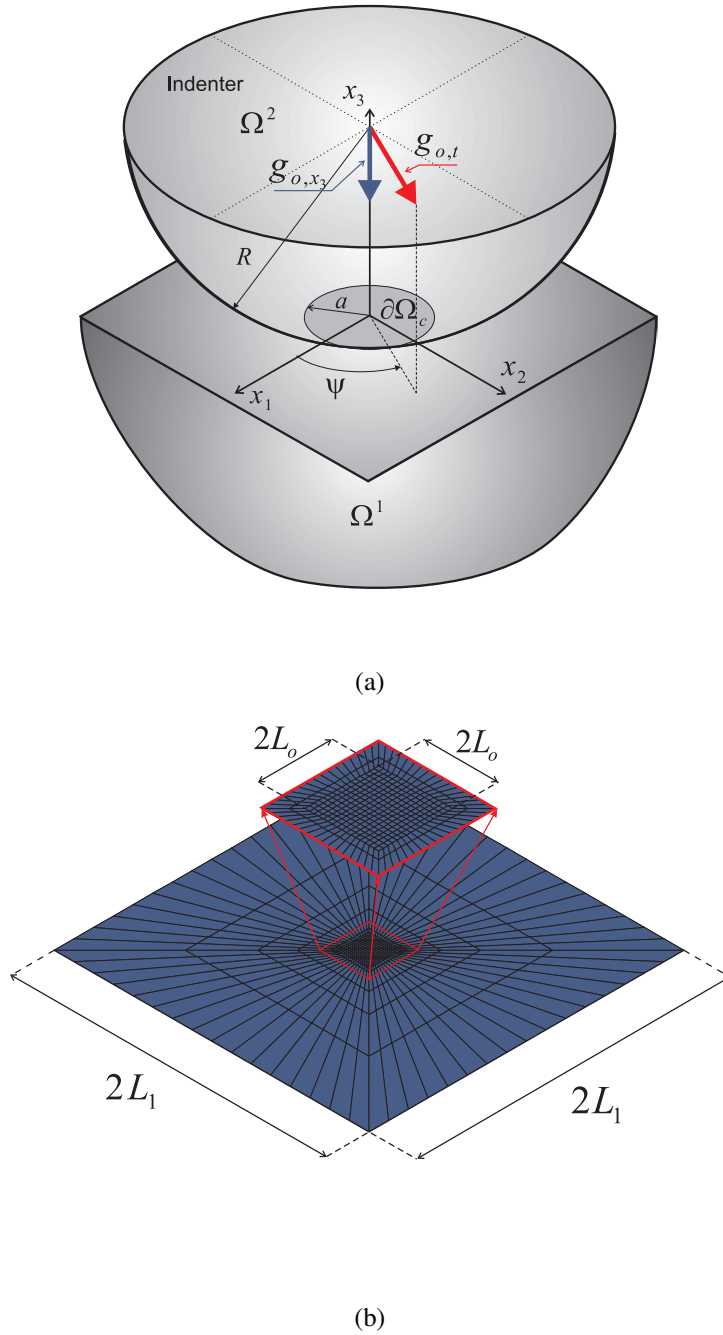 x₃
Indenter
Ω²
g_{o,t}
g_{o,x₃}
R
a
∂Ω_c
x₁
Ψ
x₂
Ω¹
(a)
2L_o
2L_o
2L₁
2L₁
(b)